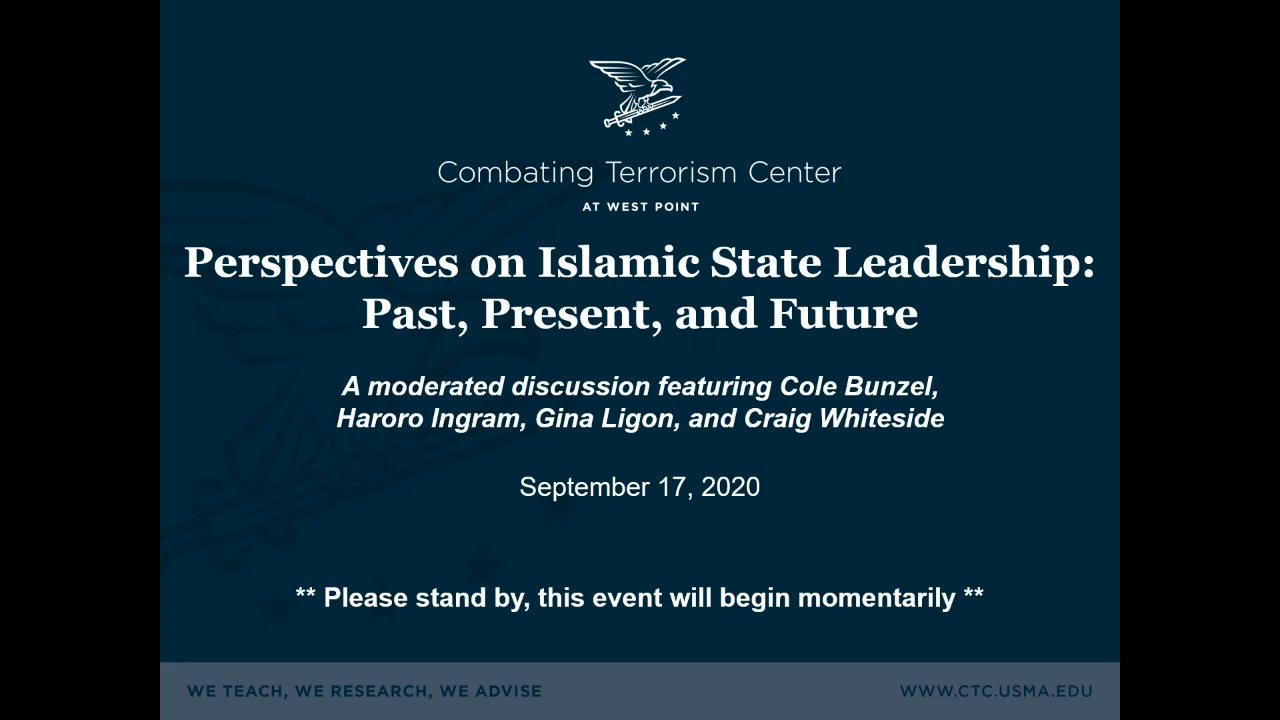 Combating Terrorism Center
AT WEST POINT
Perspectives on Islamic State Leadership:
Past, Present, and Future
A moderated discussion featuring Cole Bunzel,
Haroro Ingram, Gina Ligon, and Craig Whiteside
September 17, 2020
** Please stand by, this event will begin momentarily **
WE TEACH, WE RESEARCH, WE ADVISE
WWW.CTC.USMA.EDU